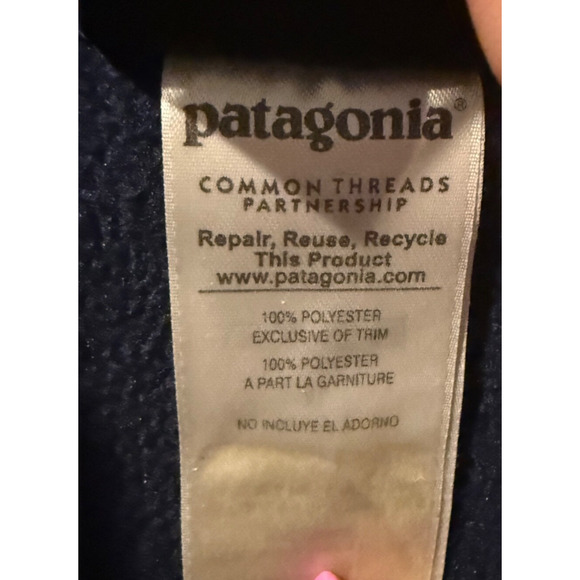 patagonia®
COMMON THREADS
PARTNERSHIP
Repair, Reuse, Recycle
This Product
www.patagonia.com
100% POLYESTER
EXCLUSIVE OF TRIM
100% POLYESTER
A PART LA GARNITURE
NO INCLUYE EL ADORNO